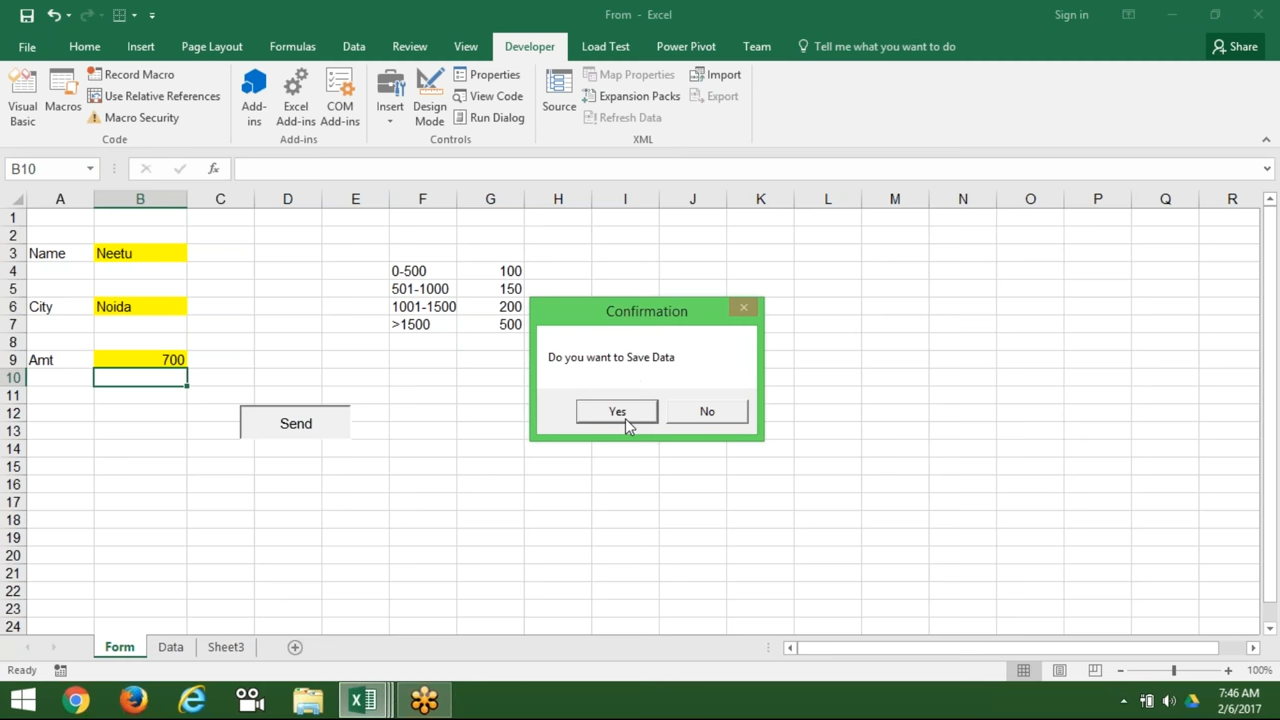 From - Excel
Sign in
File Home Insert Page Layout Formulas Data Review View Developer Load Test Power Pivot Team Tell me what you want to do Share
Visual Basic
Macros
Record Macro
Use Relative References
Macro Security
Code
Add-ins
Excel Add-ins
COM Add-ins
Add-ins
Insert
Design Mode
Properties
View Code
Run Dialog
Controls
Source
Map Properties
Expansion Packs
Refresh Data
Import
Export
XML
B10
fx
A B C D E F G H I J K L M N O P Q R
1
2
3 Name Neetu
4 0-500 100
5 501-1000 150
6 City Noida 1001-1500 200
7 >1500 500
8
9 Amt 700
10
11
12
13
14
15
16
17
18
19
20
21
22
23
24
Send
Confirmation
Do you want to Save Data
Yes No
Form Data Sheet3
Ready
100%
7:46 AM
2/6/2017